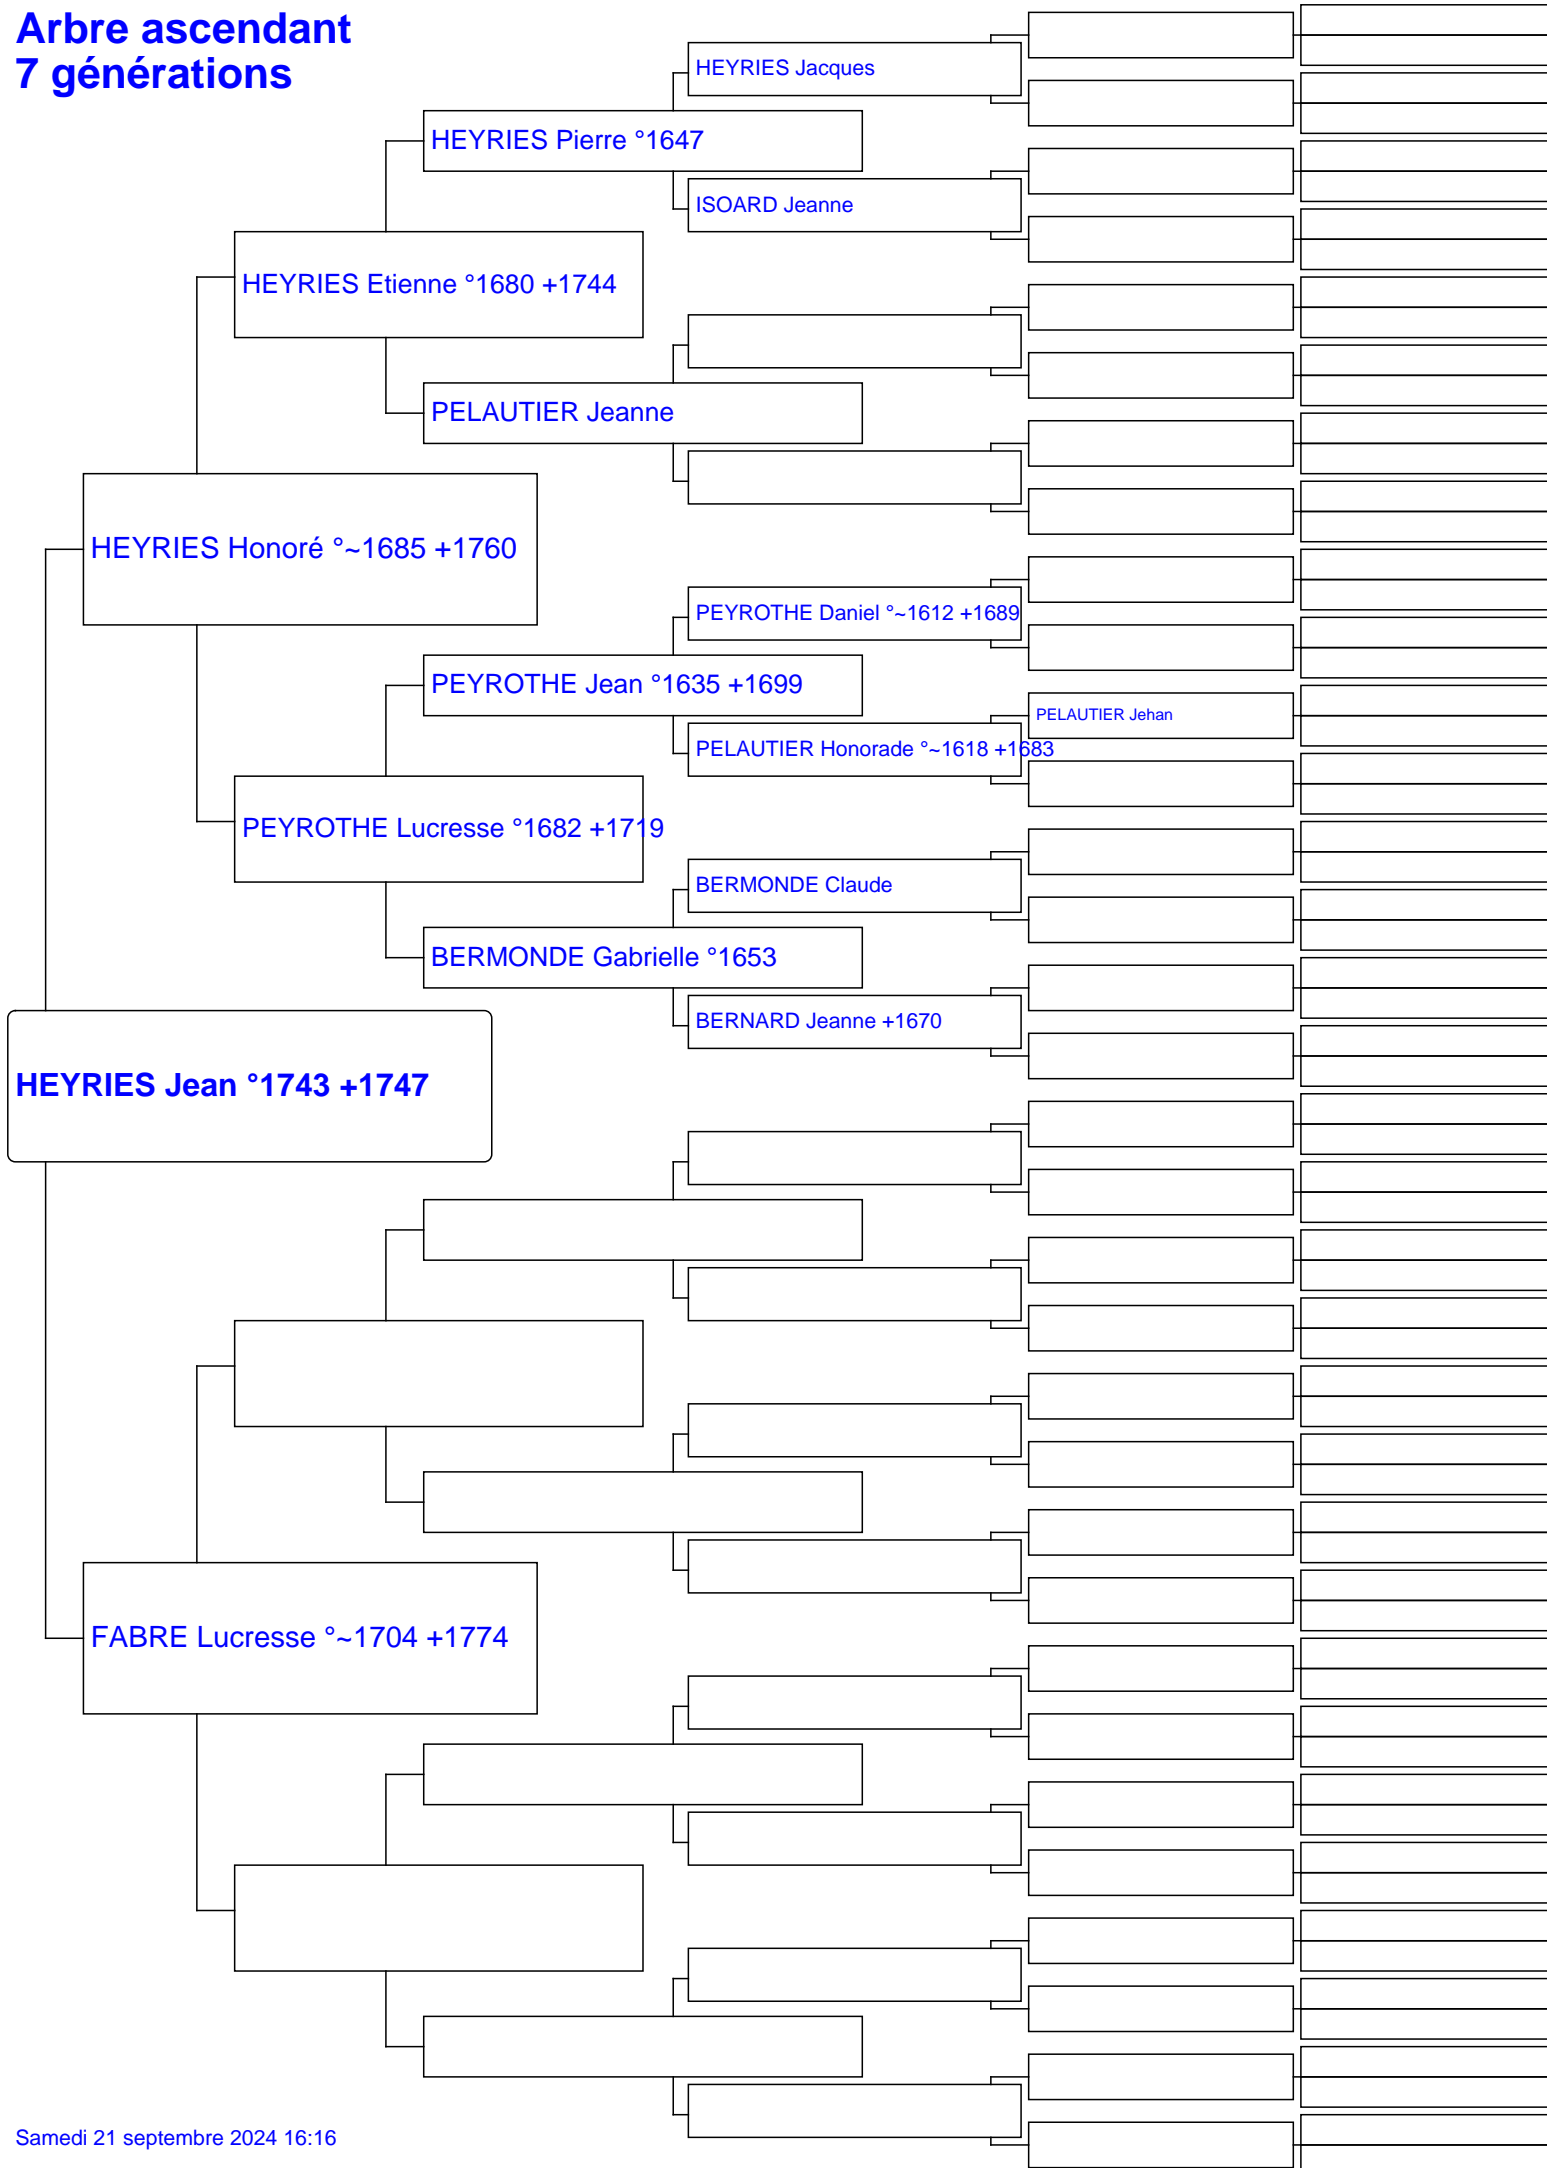 Arbre ascendant
7 générations
HEYRIES Jacques
HEYRIES Pierre °1647
ISOARD Jeanne
HEYRIES Etienne °1680 +1744
PELAUTIER Jeanne
HEYRIES Honoré °~1685 +1760
PEYROTHE Daniel °~1612 +1689
PEYROTHE Jean °1635 +1699
PELAUTIER Jehan
PELAUTIER Honorade °~1618 +1683
PEYROTHE Lucresse °1682 +1719
BERMONDE Claude
BERMONDE Gabrielle °1653
BERNARD Jeanne +1670
HEYRIES Jean °1743 +1747
FABRE Lucresse °~1704 +1774
Samedi 21 septembre 2024 16:16